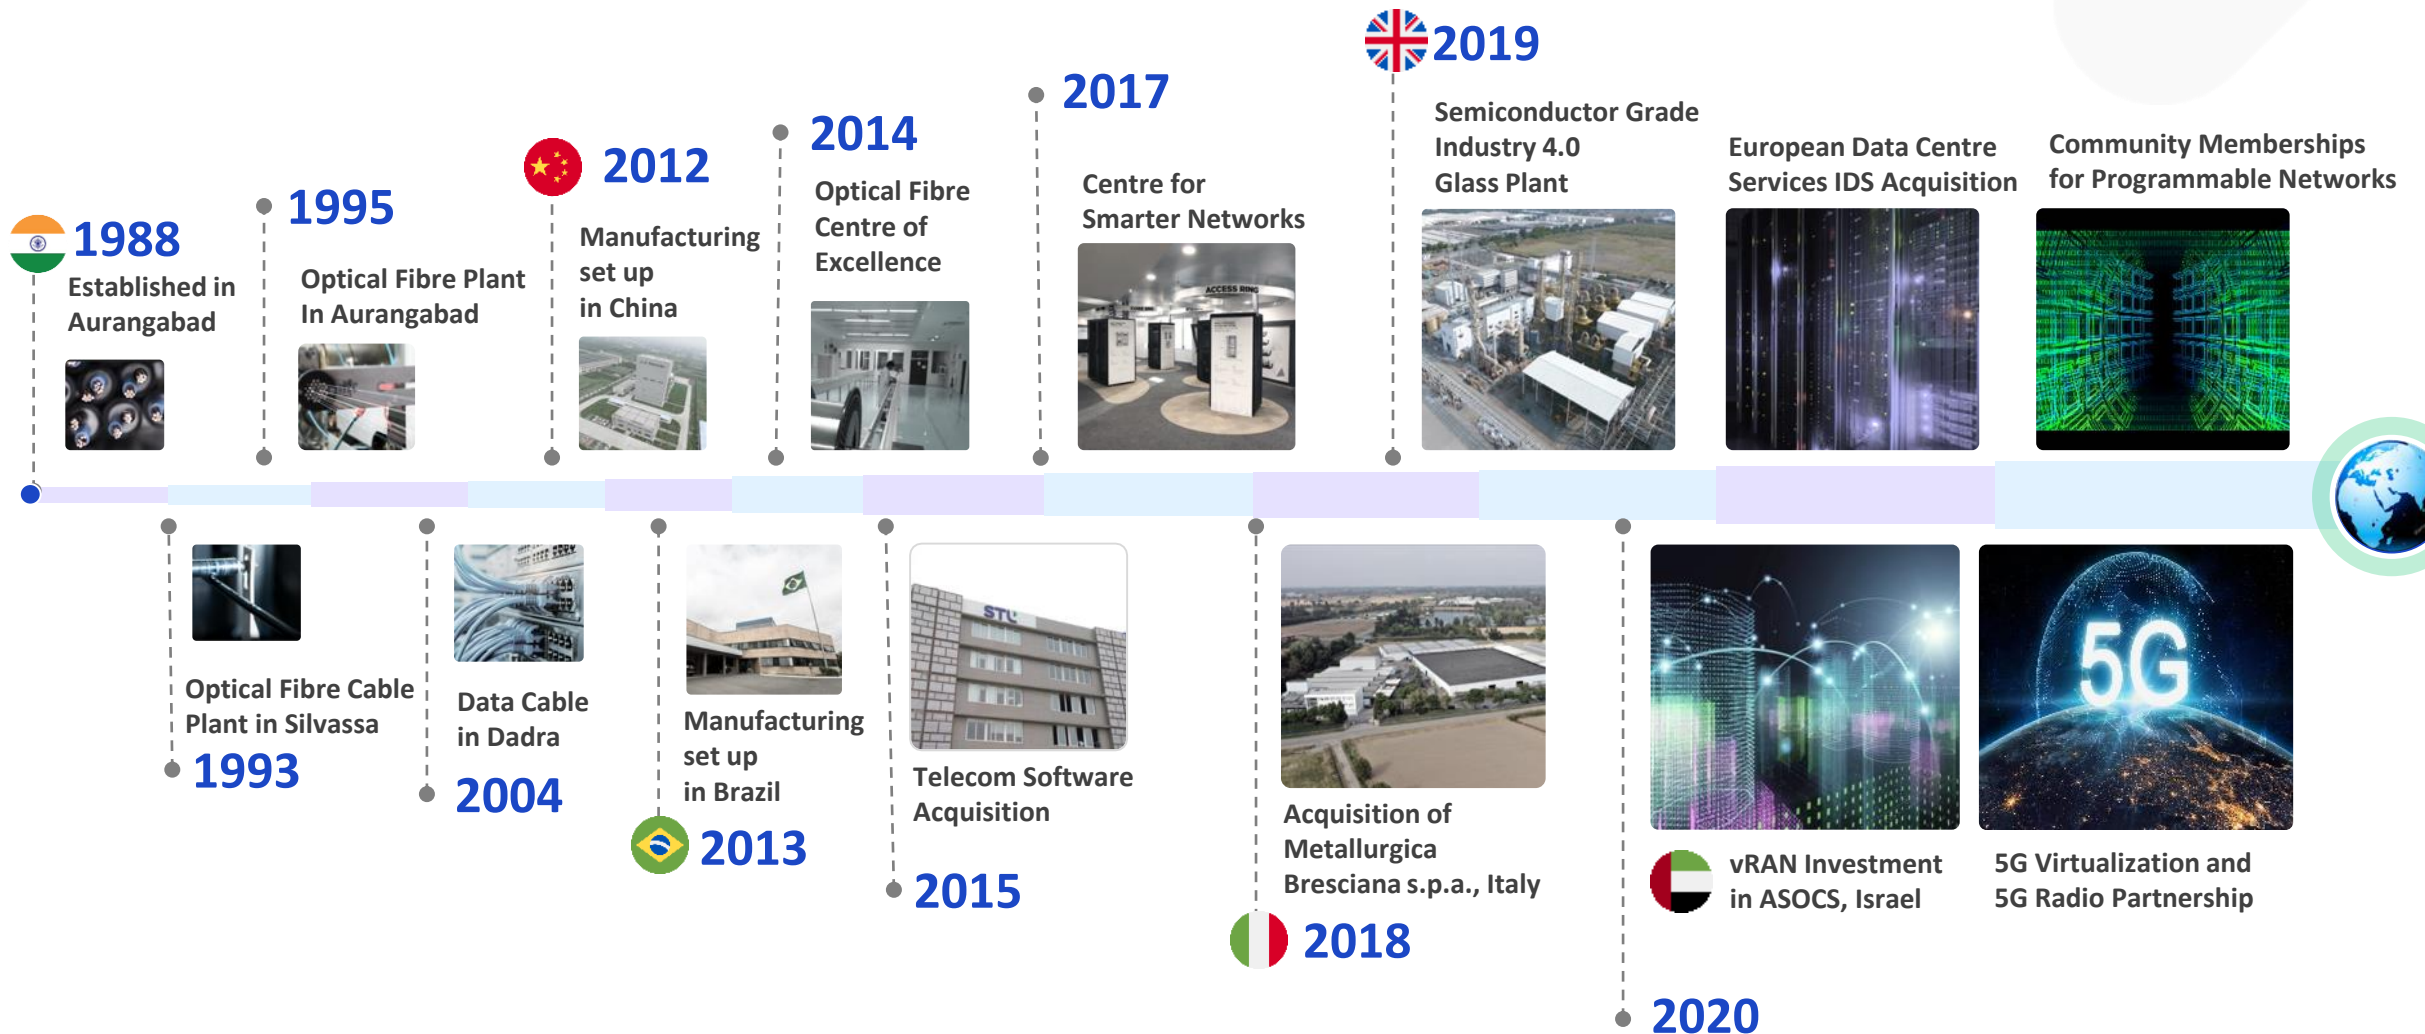 1988
Established in
Aurangabad
1995
Optical Fibre Plant
In Aurangabad
2012
Manufacturing
set up
in China
2014
Optical Fibre
Centre of
Excellence
2017
Centre for
Smarter Networks
ACCESS RING
2019
Semiconductor Grade
Industry 4.0
Glass Plant
European Data Centre
Services IDS Acquisition
Community Memberships
for Programmable Networks
Optical Fibre Cable
Plant in Silvassa
1993
Data Cable
in Dadra
2004
Manufacturing
set up
in Brazil
2013
STL
Telecom Software
Acquisition
2015
Acquisition of
Metallurgica
Bresciana s.p.a., Italy
2018
vRAN Investment
in ASOCS, Israel
5G
5G Virtualization and
5G Radio Partnership
2020